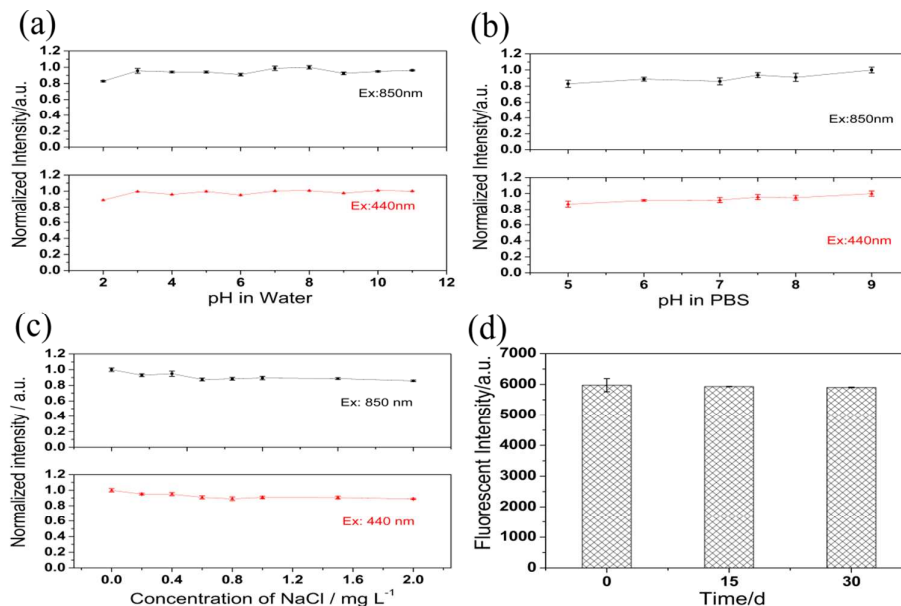 (a)
1.2
1.0
0.8
0.6
0.4
0.2
0.0
Ex:850nm
1.2
1.0
0.8
0.6
0.4
0.2
0.0
Ex:440nm
Normalized Intensity/a.u.
2 4 6 8 10 12
pH in Water
(b)
1.2
1.0
0.8
0.6
0.4
0.2
0.0
Ex:850nm
1.2
1.0
0.8
0.6
0.4
0.2
0.0
Ex:440nm
Normalized Intensity/a.u.
5 6 7 8 9
pH in PBS
(c)
1.2
1.0
0.8
0.6
0.4
0.2
0.0
Ex: 850 nm
1.2
1.0
0.8
0.6
0.4
0.2
0.0
Ex: 440 nm
Normalized intensity / a.u.
0.0 0.4 0.8 1.2 1.6 2.0
Concentration of NaCl / mg L⁻¹
(d)
7000
6000
5000
4000
3000
2000
1000
0
Fluorescent Intensity/a.u.
0 15 30
Time/d